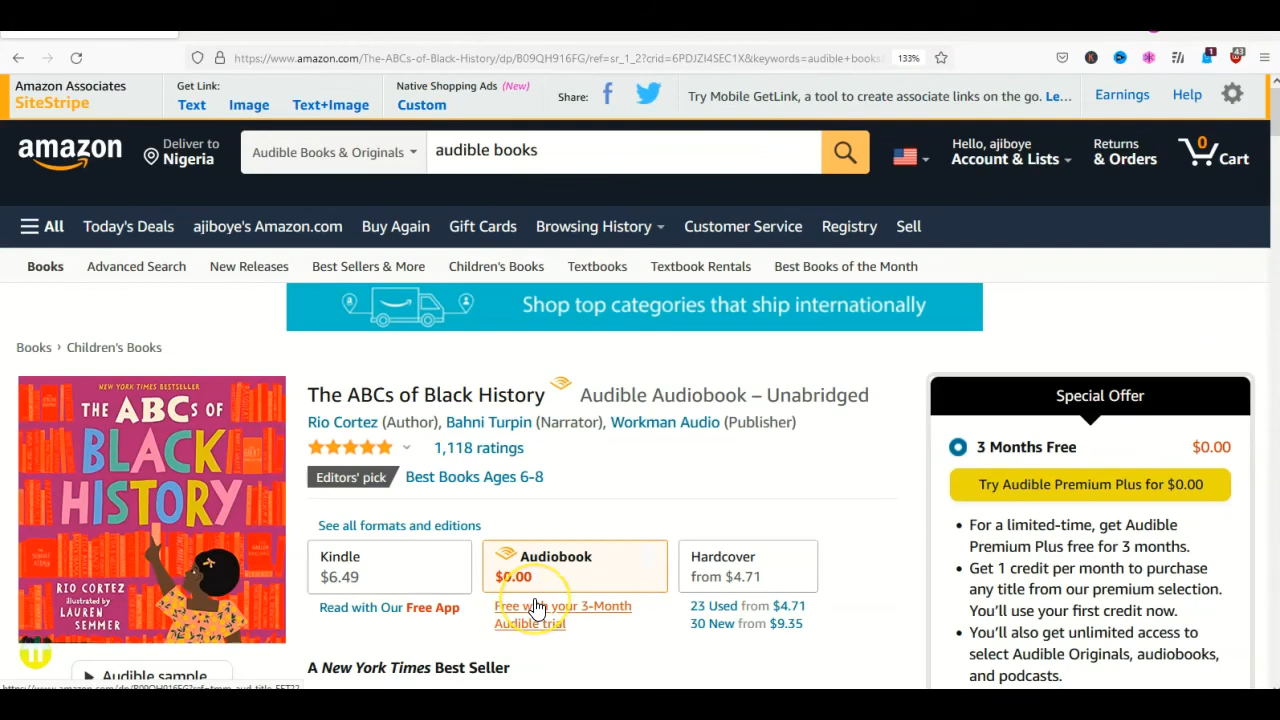 https://www.amazon.com/The-ABCs-of-Black-History/dp/B09QH916FG/ref=sr_1_2?crid=6PDJZI4SEC1X&keywords=audible+books
133%
1
43
Amazon Associates
SiteStripe
Get Link:
Text
Image
Text+Image
Native Shopping Ads (New)
Custom
Share:
Try Mobile GetLink, a tool to create associate links on the go. Le...
Earnings
Help
amazon
Deliver to
Nigeria
Audible Books & Originals
audible books
Hello, ajiboye
Account & Lists
Returns
& Orders
0
Cart
All
Today's Deals
ajiboye's Amazon.com
Buy Again
Gift Cards
Browsing History
Customer Service
Registry
Sell
Books
Advanced Search
New Releases
Best Sellers & More
Children's Books
Textbooks
Textbook Rentals
Best Books of the Month
Shop top categories that ship internationally
Books › Children's Books
NEW YORK TIMES BESTSELLER
THE ABCs OF
BLACK
HISTORY
RIO CORTEZ
illustrated by
LAUREN
SEMMER
Audible sample
The ABCs of Black History Audible Audiobook – Unabridged
Rio Cortez (Author), Bahni Turpin (Narrator), Workman Audio (Publisher)
1,118 ratings
Editors' pick Best Books Ages 6-8
See all formats and editions
Kindle
$6.49
Read with Our Free App
Audiobook
$0.00
Free with your 3-Month
Audible trial
Hardcover
from $4.71
23 Used from $4.71
30 New from $9.35
A New York Times Best Seller
Special Offer
3 Months Free $0.00
Try Audible Premium Plus for $0.00
• For a limited-time, get Audible
Premium Plus free for 3 months.
• Get 1 credit per month to purchase
any title from our premium selection.
You'll use your first credit now.
• You'll also get unlimited access to
select Audible Originals, audiobooks,
and podcasts.